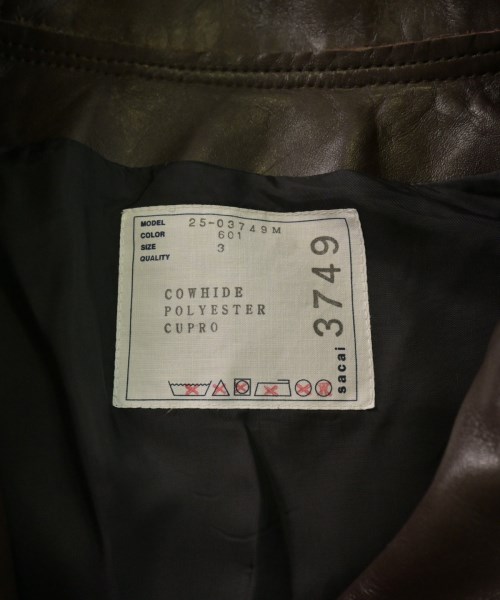 MODEL 25-03749M
COLOR 601
SIZE 3
QUALITY
COWHIDE
POLYESTER
CUPRO
sacai 3749